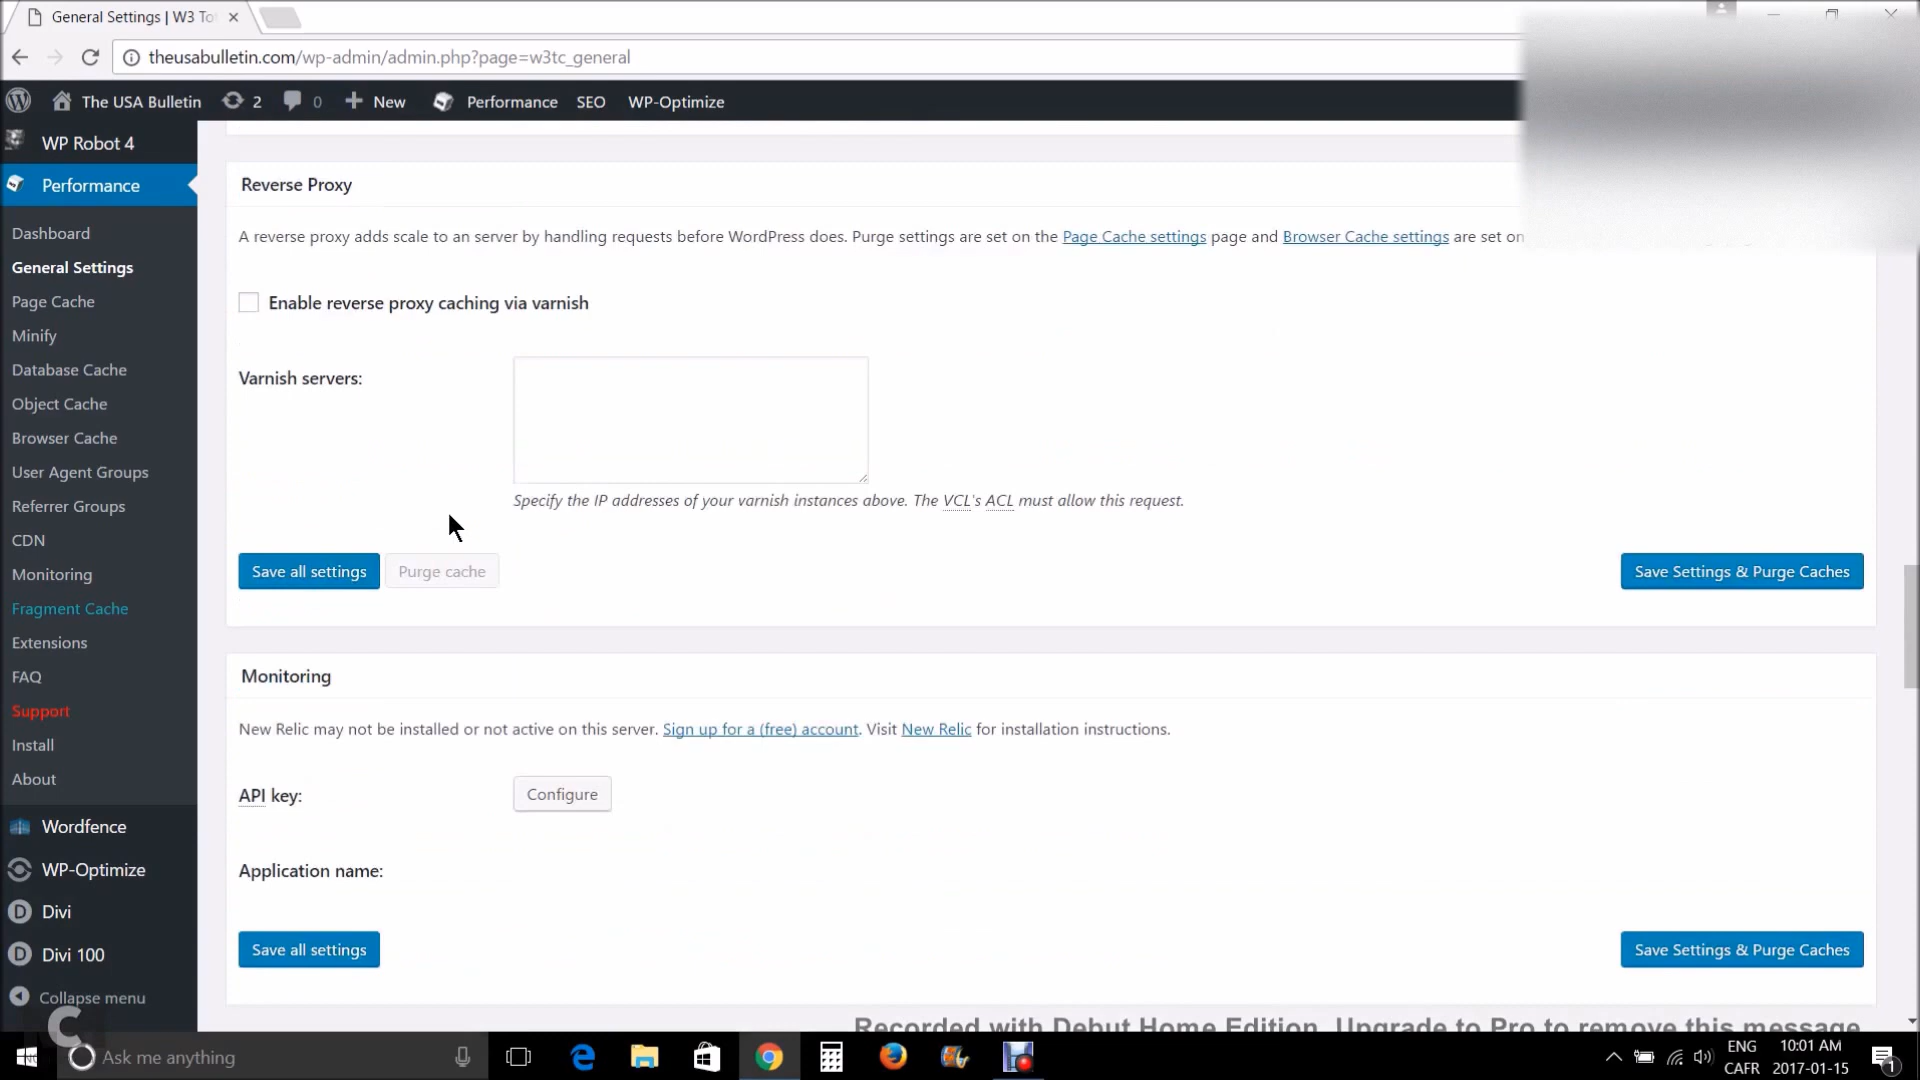 General Settings | W3 To
theusabulletin.com/wp-admin/admin.php?page=w3tc_general
The USA Bulletin 2 0 New Performance SEO WP-Optimize
WP Robot 4
Performance
Dashboard
General Settings
Page Cache
Minify
Database Cache
Object Cache
Browser Cache
User Agent Groups
Referrer Groups
CDN
Monitoring
Fragment Cache
Extensions
FAQ
Support
Install
About
Wordfence
WP-Optimize
Divi
Divi 100
Collapse menu
Reverse Proxy
A reverse proxy adds scale to an server by handling requests before WordPress does. Purge settings are set on the Page Cache settings page and Browser Cache settings are set on
Enable reverse proxy caching via varnish
Varnish servers:
Specify the IP addresses of your varnish instances above. The VCL's ACL must allow this request.
Save all settings Purge cache Save Settings & Purge Caches
Monitoring
New Relic may not be installed or not active on this server. Sign up for a (free) account. Visit New Relic for installation instructions.
API key: Configure
Application name:
Save all settings Save Settings & Purge Caches
Recorded with Debut Home Edition. Upgrade to Pro to remove this message
Ask me anything
ENG 10:01 AM
CAFR 2017-01-15 1